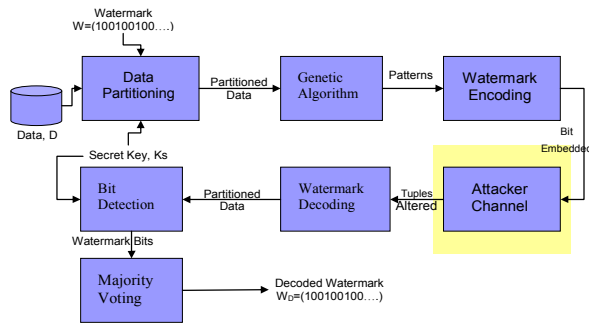 Watermark
W=(100100100….)
Data
Partitioning
Partitioned
Data
Genetic
Algorithm
Patterns
Watermark
Encoding
Data, D
Bit
Embedded
Secret Key, Ks
Bit
Detection
Partitioned
Data
Watermark
Decoding
Tuples
Altered
Attacker
Channel
Watermark Bits
Majority
Voting
Decoded Watermark
WD=(100100100….)